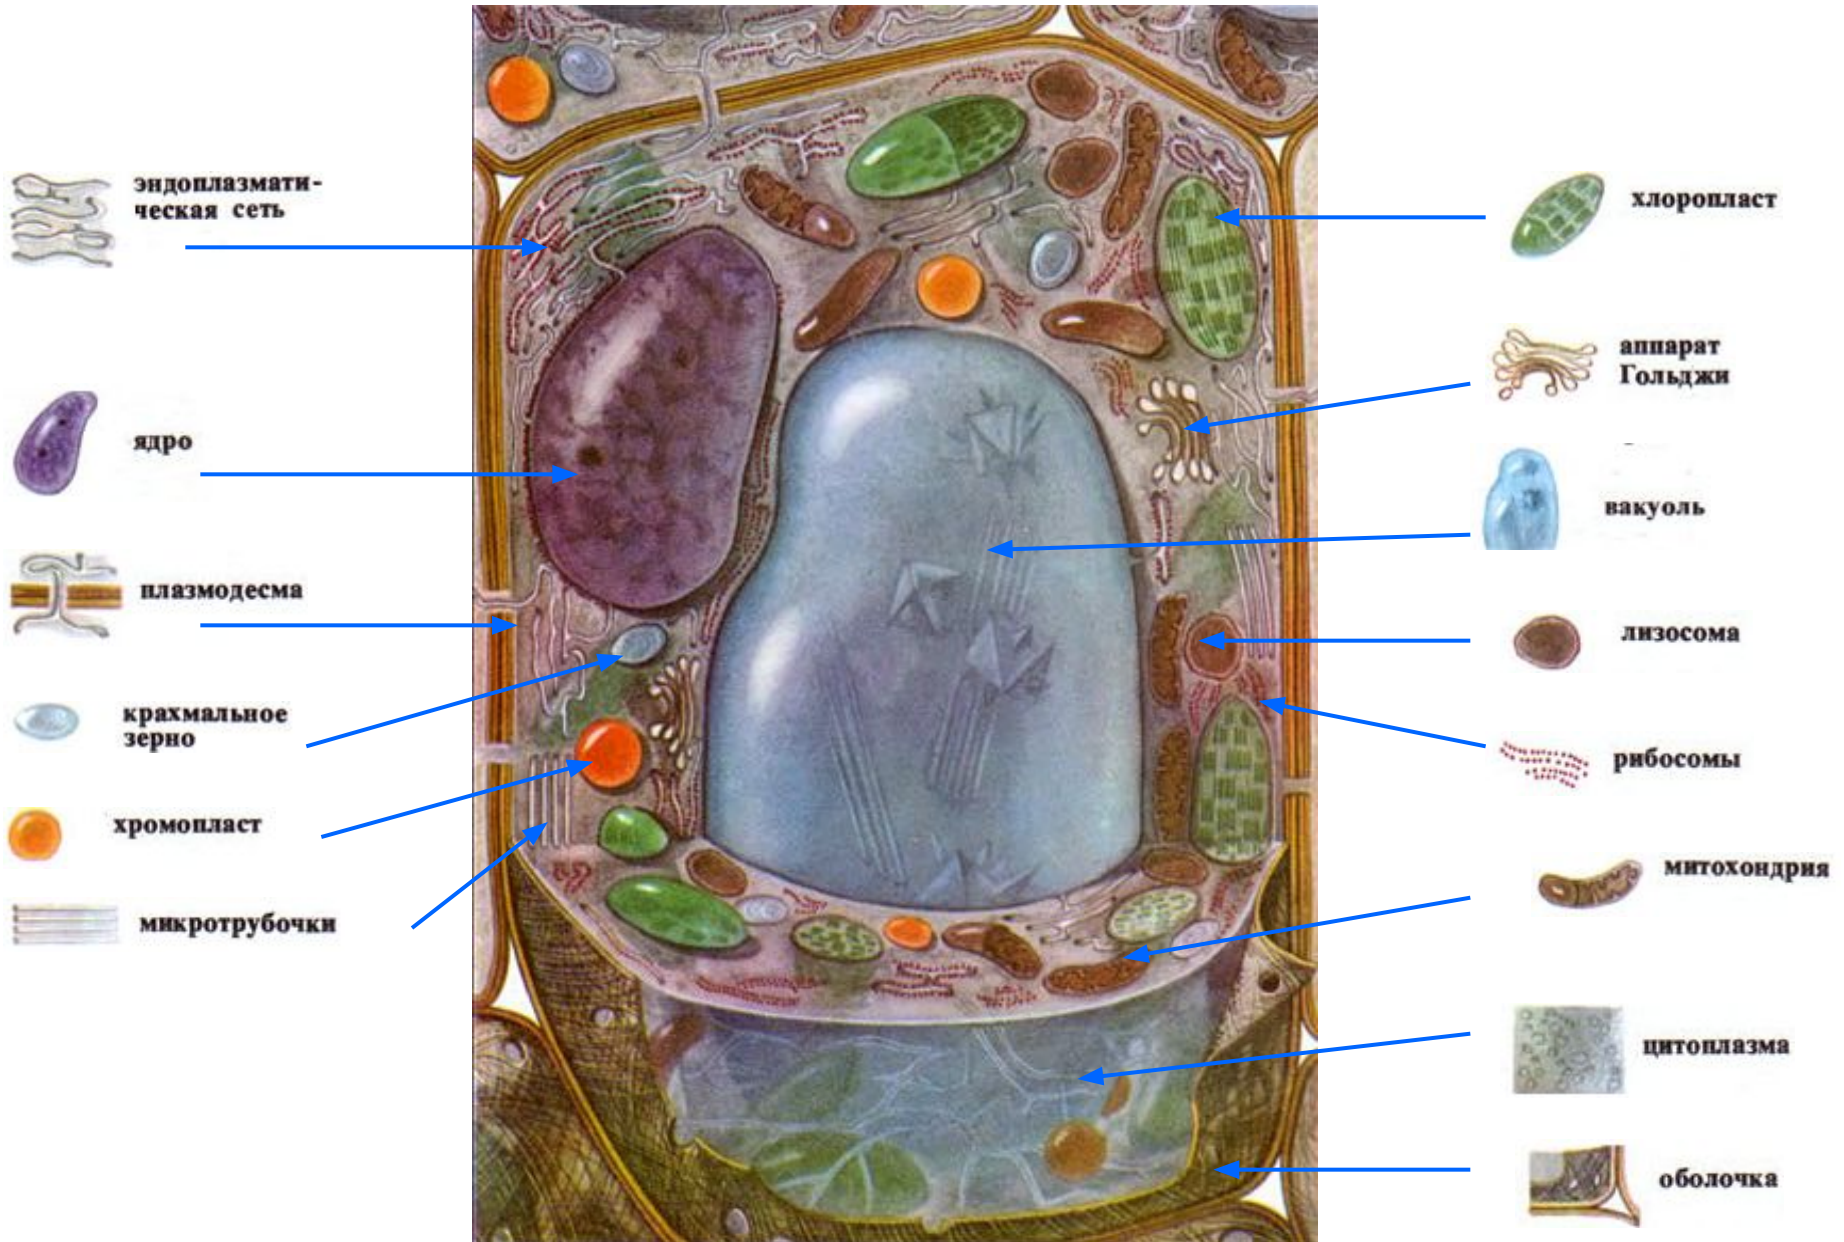 эндоплазмати-
ческая сеть
ядро
плазмодесма
крахмальное
зерно
хромопласт
микротрубочки
хлоропласт
аппарат
Гольджи
вакуоль
лизосома
рибосомы
митохондрия
цитоплазма
оболочка